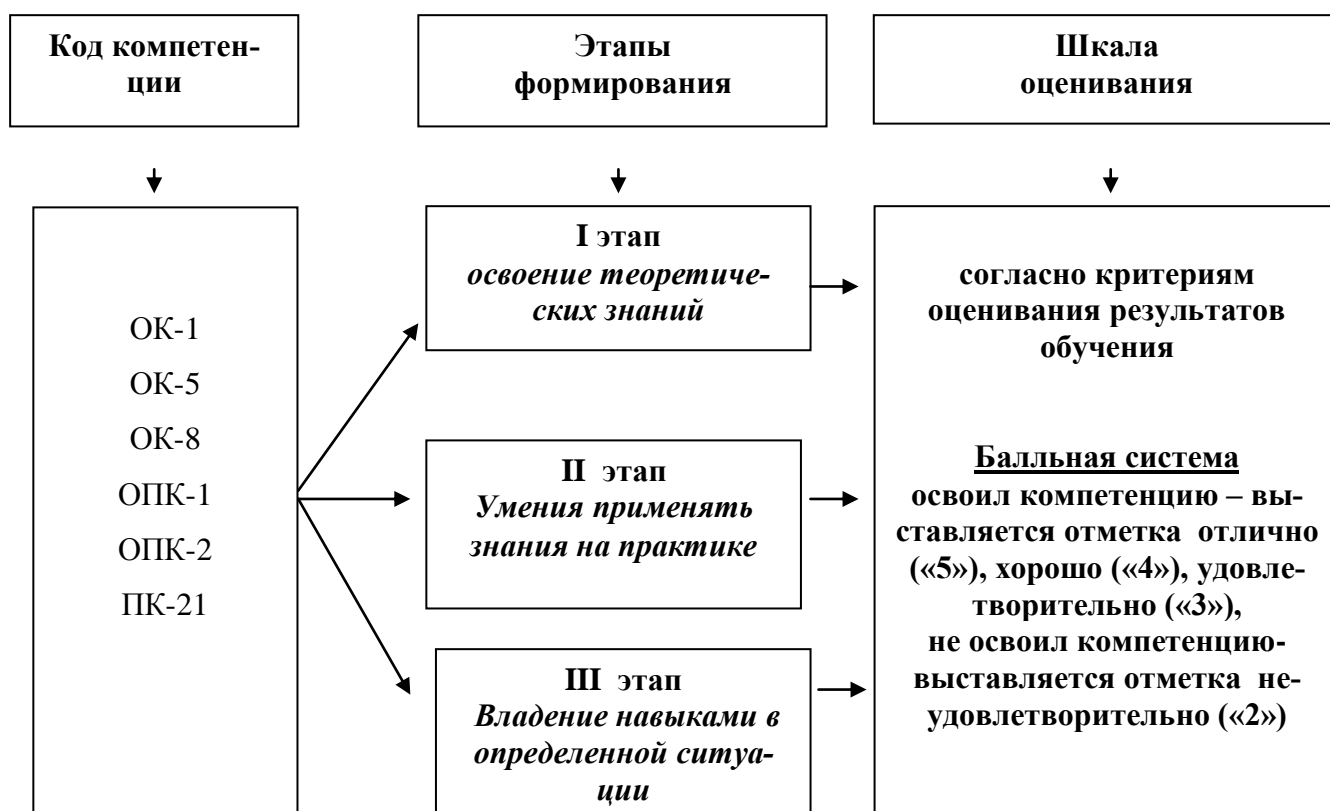 Код компетен-
ции
Этапы
формирования
Шкала
оценивания
ОК-1
ОК-5
ОК-8
ОПК-1
ОПК-2
ПК-21
I этап
освоение теоретиче-
ских знаний
II этап
Умения применять
знания на практике
III этап
Владение навыками в
определенной ситуа-
ции
согласно критериям
оценивания результатов
обучения
Балльная система
освоил компетенцию – вы-
ставляется отметка отлично
(«5»), хорошо («4»), удовле-
творительно («3»),
не освоил компетенцию-
выставляется отметка не-
удовлетворительно («2»)